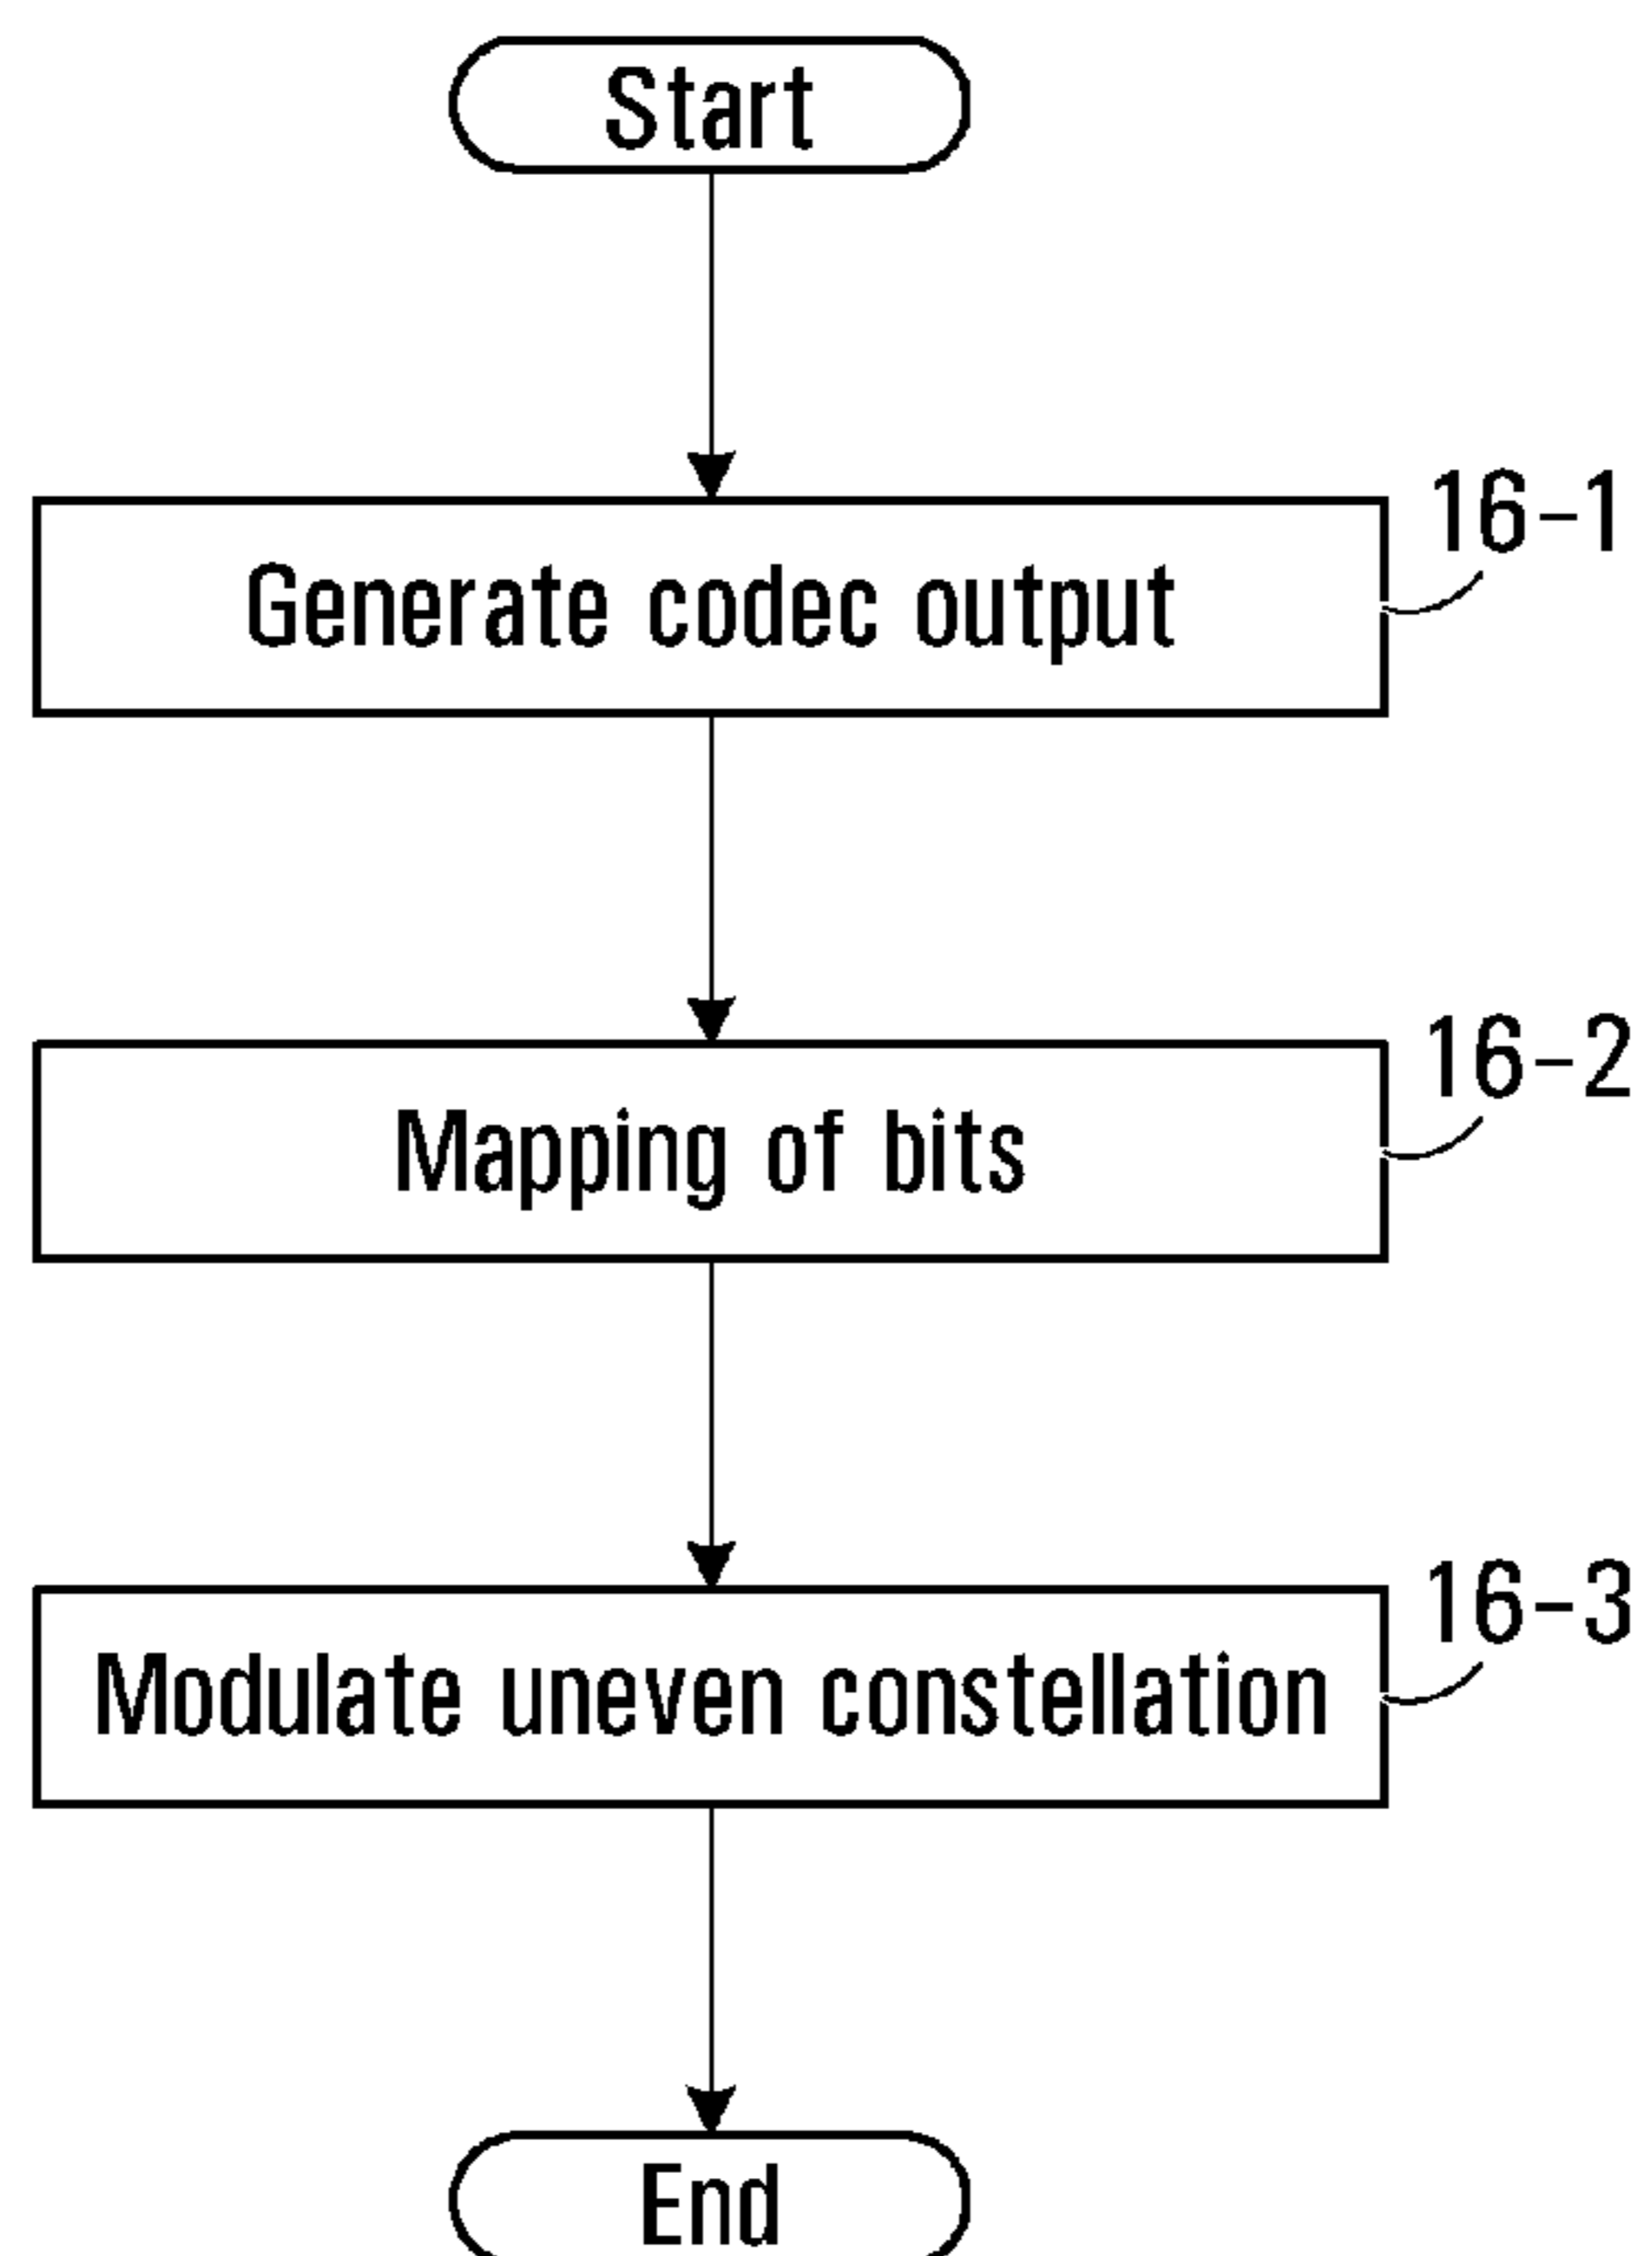 Start
16-1
Generate codec output
16-2
Mapping of bits
16-3
Modulate uneven constellation
End